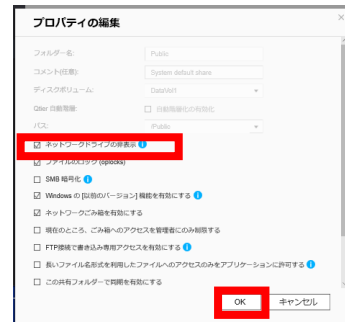 プロパティの編集
フォルダー名: Public
コメント(任意): System default share
ディスクボリューム: DataVol1
Qtier 自動階層: 自動階層化の有効化
パス: /Public
ネットワークドライブの非表示
ファイルのロック (oplocks)
SMB 暗号化
Windows の [以前のバージョン] 機能を有効にする
ネットワークごみ箱を有効にする
現在のところ、ごみ箱へのアクセスを管理者にのみ制限する
FTP接続で書き込み専用アクセスを有効にする
長いファイル名形式を利用したファイルへのアクセスのみをアプリケーションに許可する
この共有フォルダーで同期を有効にする
OK キャンセル